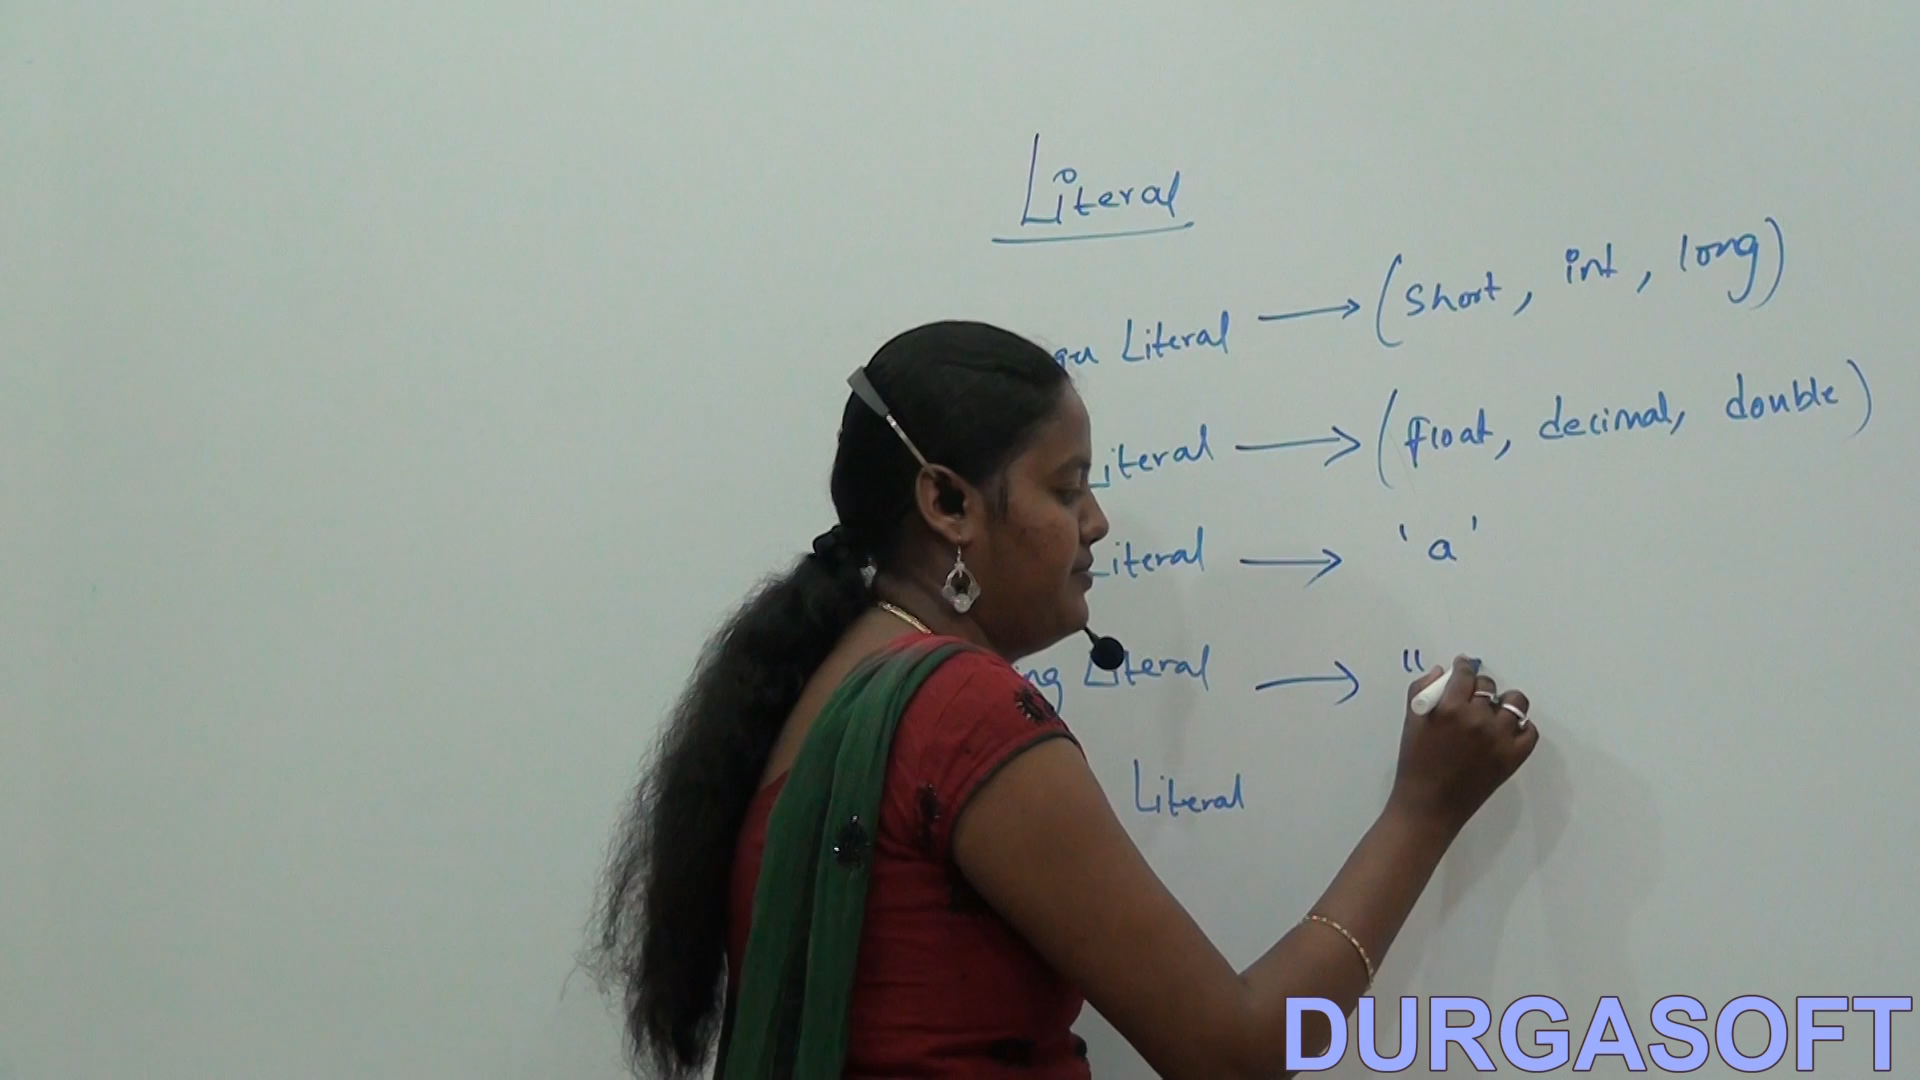 Literal
Literal → (short, int, long)
Literal → (float, decimal, double)
Literal → 'a'
Literal → "
Literal
DURGASOFT